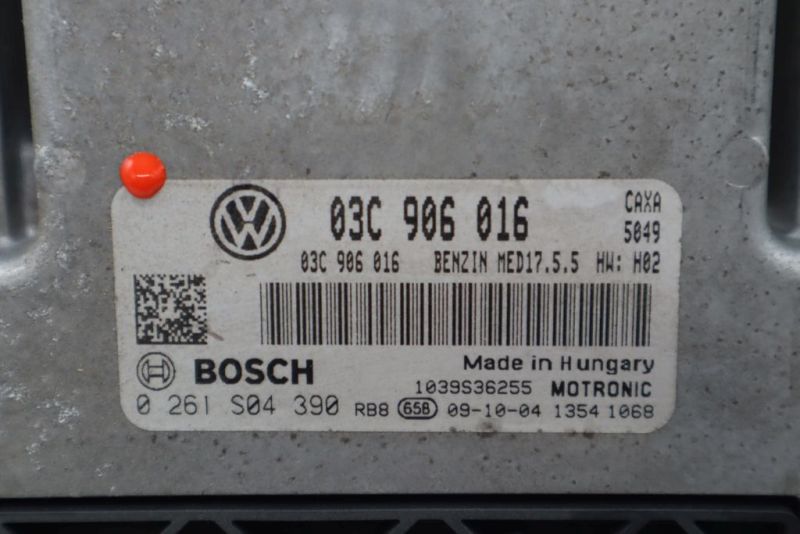 03C 906 016 CAXA
5049
03C 906 016 BENZIN MED17.5.5 HW: H02
BOSCH Made in Hungary
1039S36255 MOTRONIC
0 261 S04 390 RB8 658 09-10-04 1354 1068